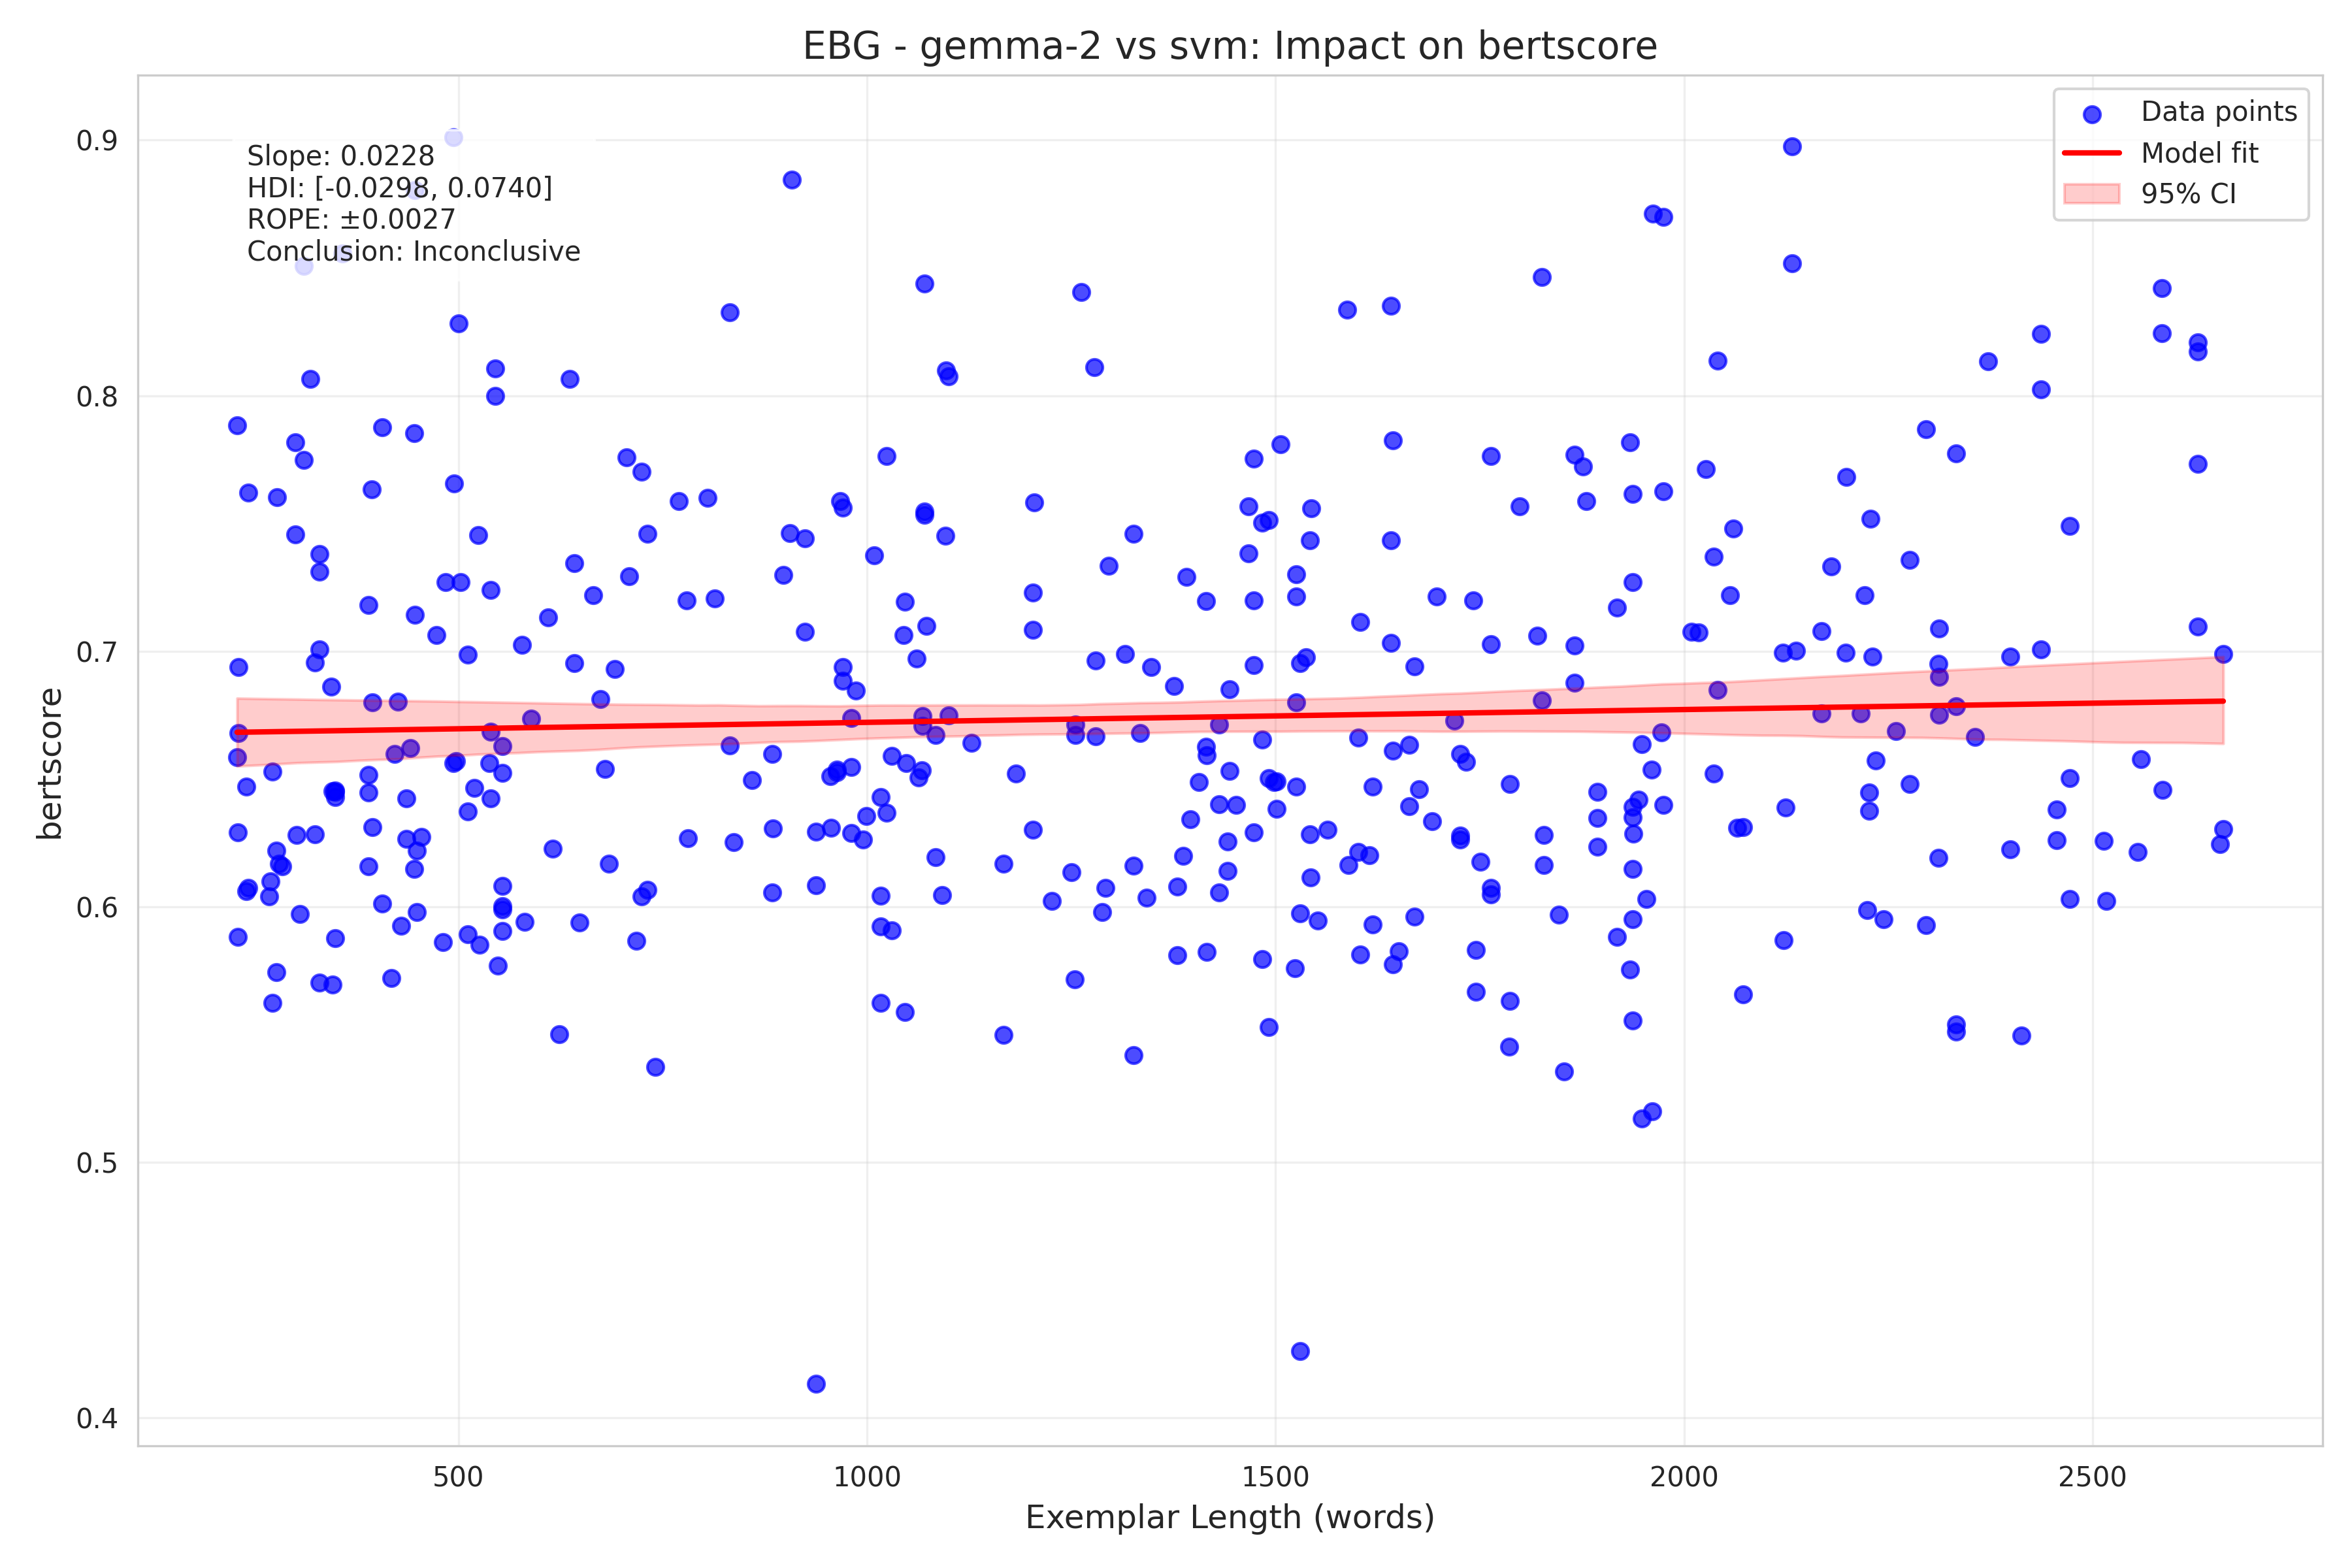 EBG - gemma-2 vs svm: Impact on bertscore
Slope: 0.0228
HDI: [-0.0298, 0.0740]
ROPE: ±0.0027
Conclusion: Inconclusive
Data points
Model fit
95% CI
bertscore
0.9
0.8
0.7
0.6
0.5
0.4
500
1000
1500
2000
2500
Exemplar Length (words)